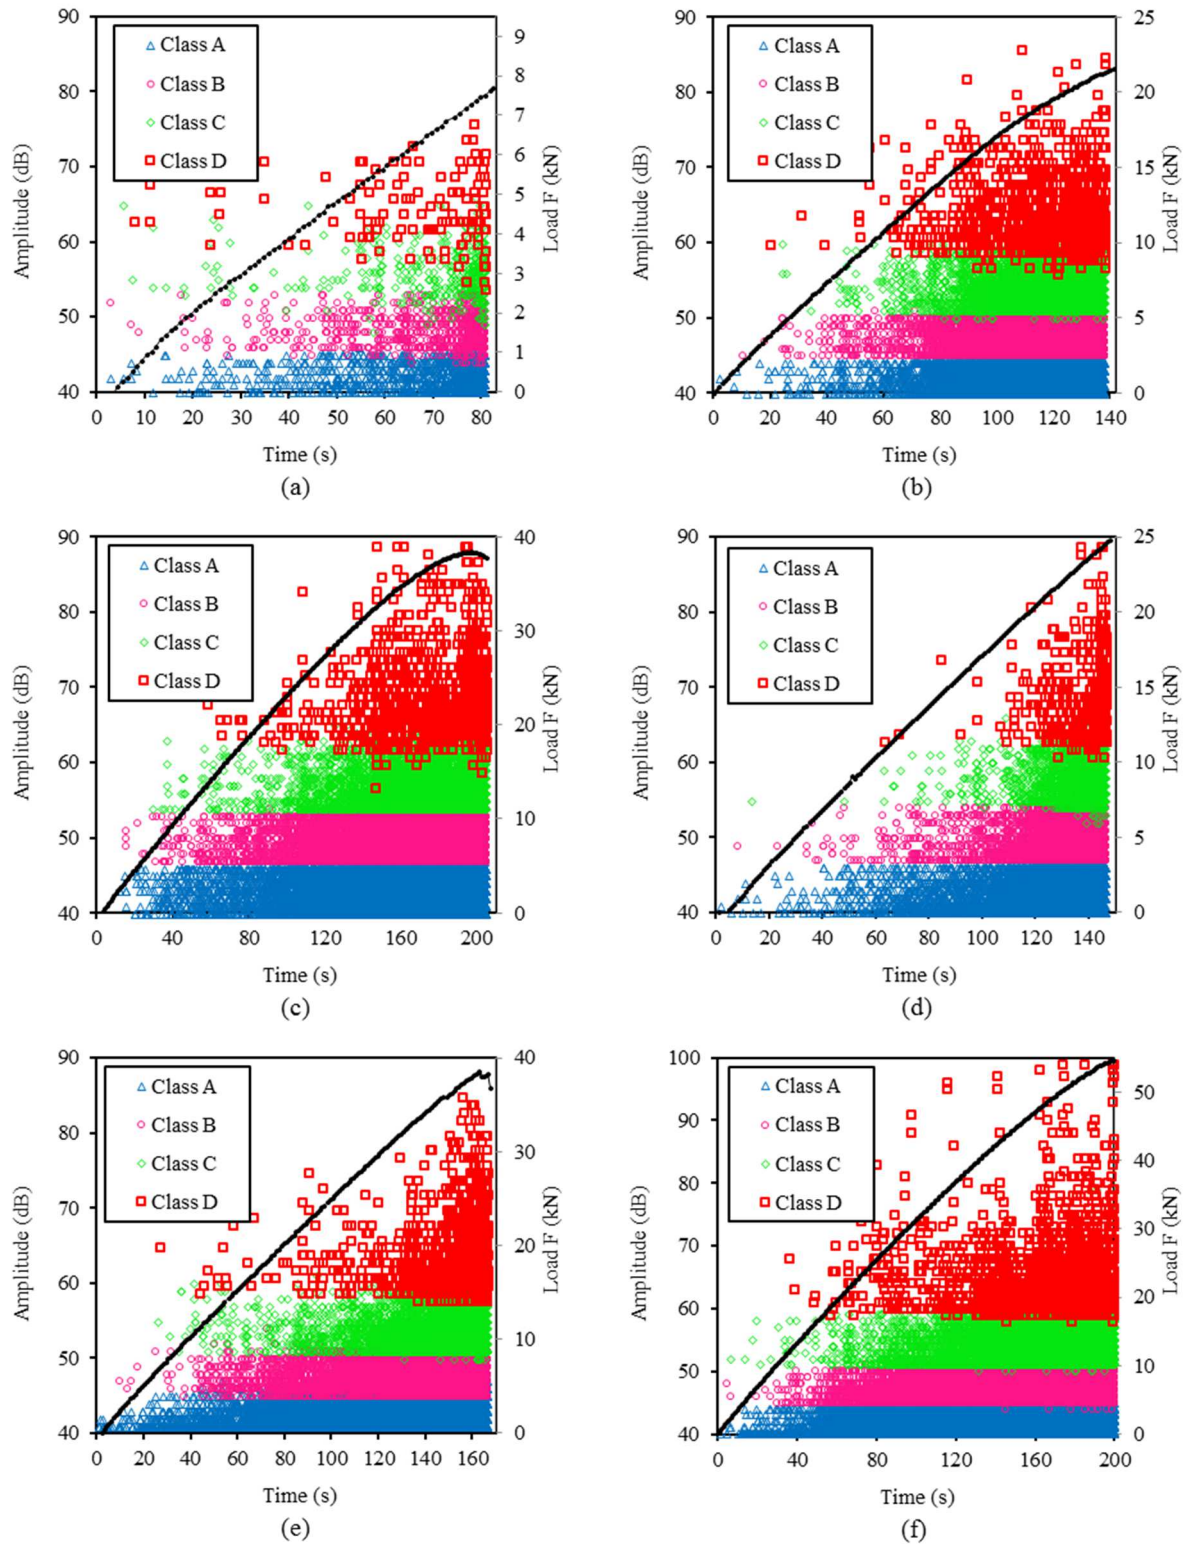 90
80
70
60
50
40
Amplitude (dB)
Class A
Class B
Class C
Class D
9
8
7
6
5
4
3
2
1
0
Load F (kN)
0 10 20 30 40 50 60 70 80
Time (s)
(a)
90
80
70
60
50
40
Amplitude (dB)
Class A
Class B
Class C
Class D
25
20
15
10
5
0
Load F (kN)
0 20 40 60 80 100 120 140
Time (s)
(b)
90
80
70
60
50
40
Amplitude (dB)
Class A
Class B
Class C
Class D
40
30
20
10
0
Load F (kN)
0 40 80 120 160 200
Time (s)
(c)
90
80
70
60
50
40
Amplitude (dB)
Class A
Class B
Class C
Class D
25
20
15
10
5
0
Load F (kN)
0 20 40 60 80 100 120 140
Time (s)
(d)
90
80
70
60
50
40
Amplitude (dB)
Class A
Class B
Class C
Class D
40
30
20
10
0
Load F (kN)
0 20 40 60 80 100 120 140 160
Time (s)
(e)
100
90
80
70
60
50
40
Amplitude (dB)
Class A
Class B
Class C
Class D
50
40
30
20
10
0
Load F (kN)
0 40 80 120 160 200
Time (s)
(f)